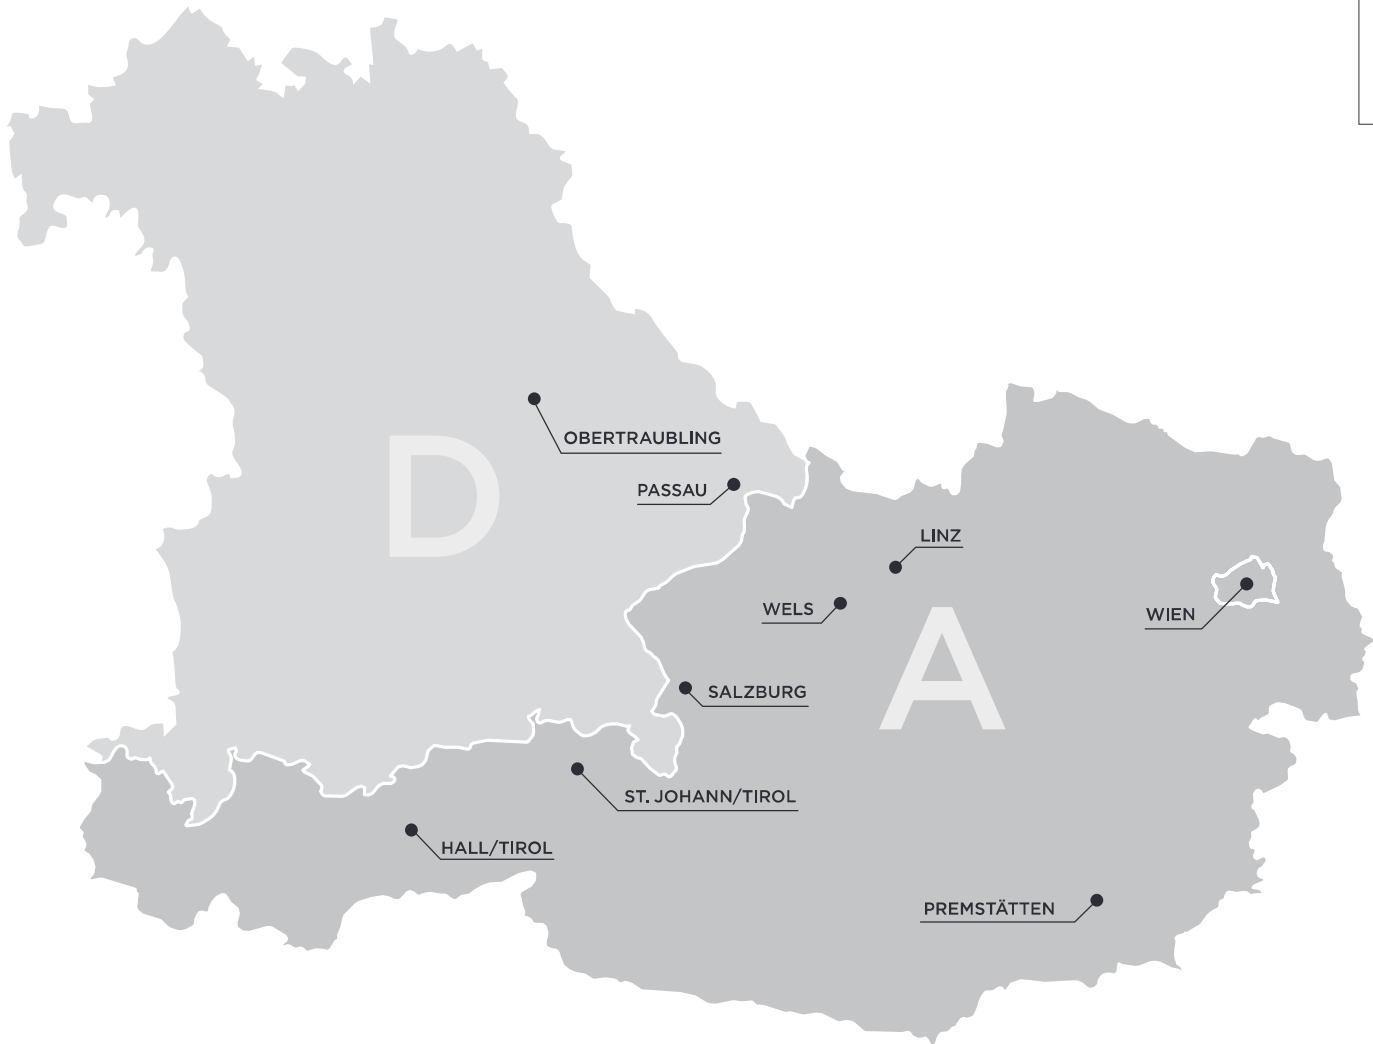 OBERTRAUBLING
D
PASSAU
LINZ
WELS
WIEN
A
SALZBURG
ST. JOHANN/TIROL
HALL/TIROL
PREMSTÄTTEN